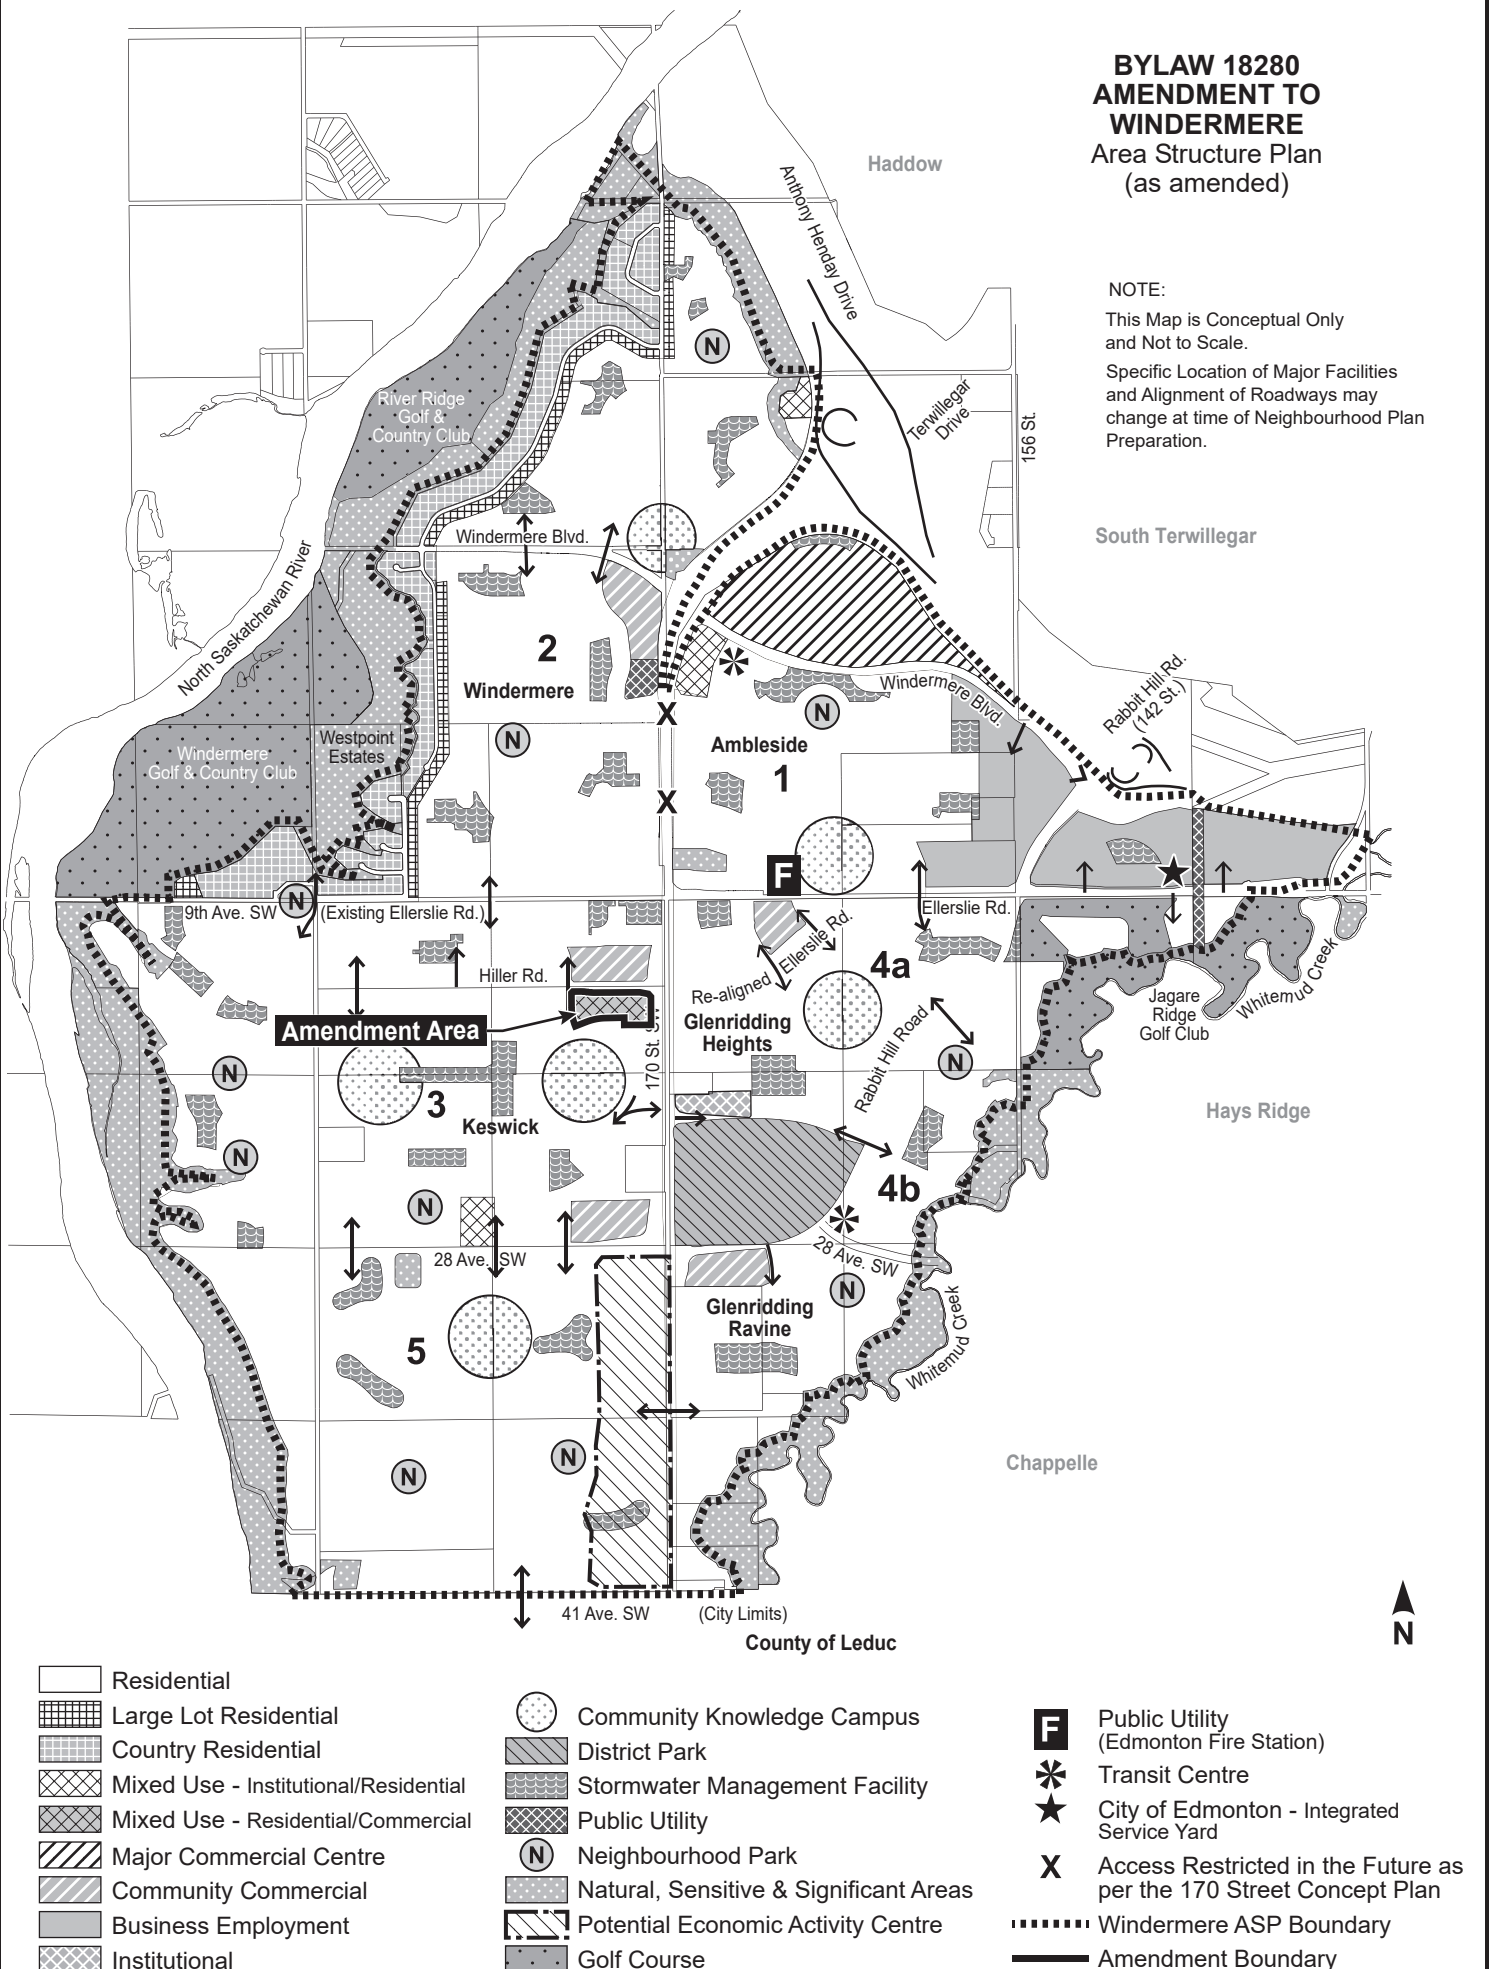 BYLAW 18280
AMENDMENT TO
WINDERMERE
Area Structure Plan
(as amended)
Haddow
Anthony Henday Drive
NOTE:
This Map is Conceptual Only
and Not to Scale.
Specific Location of Major Facilities
and Alignment of Roadways may
change at time of Neighbourhood Plan
Preparation.
N
River Ridge
Golf &
Country Club
Terwillegar
Drive
156 St.
South Terwillegar
Windermere Blvd.
North Saskatchewan River
2
Windermere
Windermere Blvd.
Rabbit Hill Rd.
(142 St.)
N
X
N
Westpoint
Estates
Windermere
Golf & Country Club
Ambleside
1
X
F
N
9th Ave. SW
(Existing Ellerslie Rd.)
Ellerslie Rd.
Re-aligned Ellerslie Rd.
4a
Hiller Rd.
Whitemud Creek
Jagare
Ridge
Golf Club
Amendment Area
170 St. SW
Glenridding
Heights
Rabbit Hill Road
N
N
3
Keswick
Hays Ridge
N
4b
N
28 Ave. SW
28 Ave. SW
N
Glenridding
Ravine
Whitemud Creek
5
N
N
Chappelle
41 Ave. SW
(City Limits)
County of Leduc
N
Residential
Large Lot Residential
Country Residential
Mixed Use - Institutional/Residential
Mixed Use - Residential/Commercial
Major Commercial Centre
Community Commercial
Business Employment
Institutional
Community Knowledge Campus
District Park
Stormwater Management Facility
Public Utility
N
Neighbourhood Park
Natural, Sensitive & Significant Areas
Potential Economic Activity Centre
Golf Course
F
Public Utility
(Edmonton Fire Station)
Transit Centre
City of Edmonton - Integrated
Service Yard
X
Access Restricted in the Future as
per the 170 Street Concept Plan
Windermere ASP Boundary
Amendment Boundary